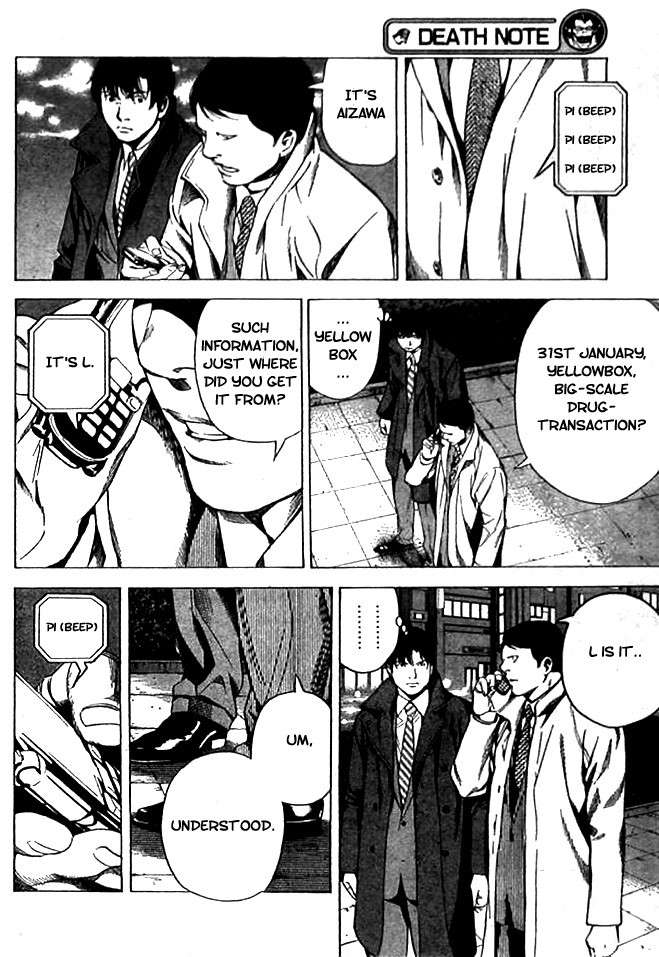 DEATH NOTE
PI (BEEP)
PI (BEEP)
PI (BEEP)
IT'S
AIZAWA
31ST JANUARY,
YELLOWBOX,
BIG-SCALE
DRUG-
TRANSACTION?
...
YELLOW
BOX
...
SUCH
INFORMATION,
JUST WHERE
DID YOU GET
IT FROM?
IT'S L.
L IS IT..
......
UM,
UNDERSTOOD.
PI (BEEP)